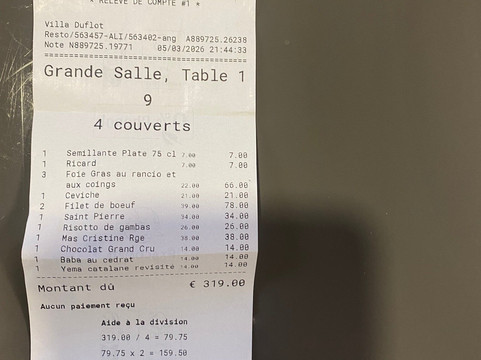 * RELEVE DE COMPTE #1 *
Villa Duflot
Resto/563457-ALI/563402-ang A889725.26238
Note N889725.19771 05/03/2026 21:44:33
Grande Salle, Table 1
9
4 couverts
1 Semillante Plate 75 cl 7.00 7.00
1 Ricard 7.00 7.00
3 Foie Gras au rancio et
aux coings 22.00 66.00
1 Ceviche 21.00 21.00
2 Filet de boeuf 39.00 78.00
1 Saint Pierre 34.00 34.00
1 Risotto de gambas 26.00 26.00
1 Mas Cristine Rge 38.00 38.00
1 Chocolat Grand Cru 14.00 14.00
1 Baba au cedrat 14.00 14.00
1 Yema catalane revisité 14.00 14.00
Montant dû € 319.00
Aucun paiement reçu
Aide à la division
319.00 / 4 = 79.75
79.75 x 2 = 159.50